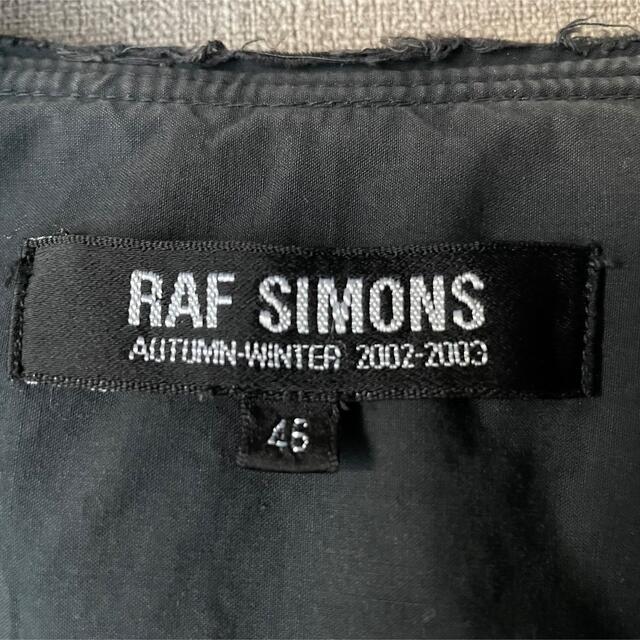 RAF SIMONS
AUTUMN-WINTER 2002-2003
46